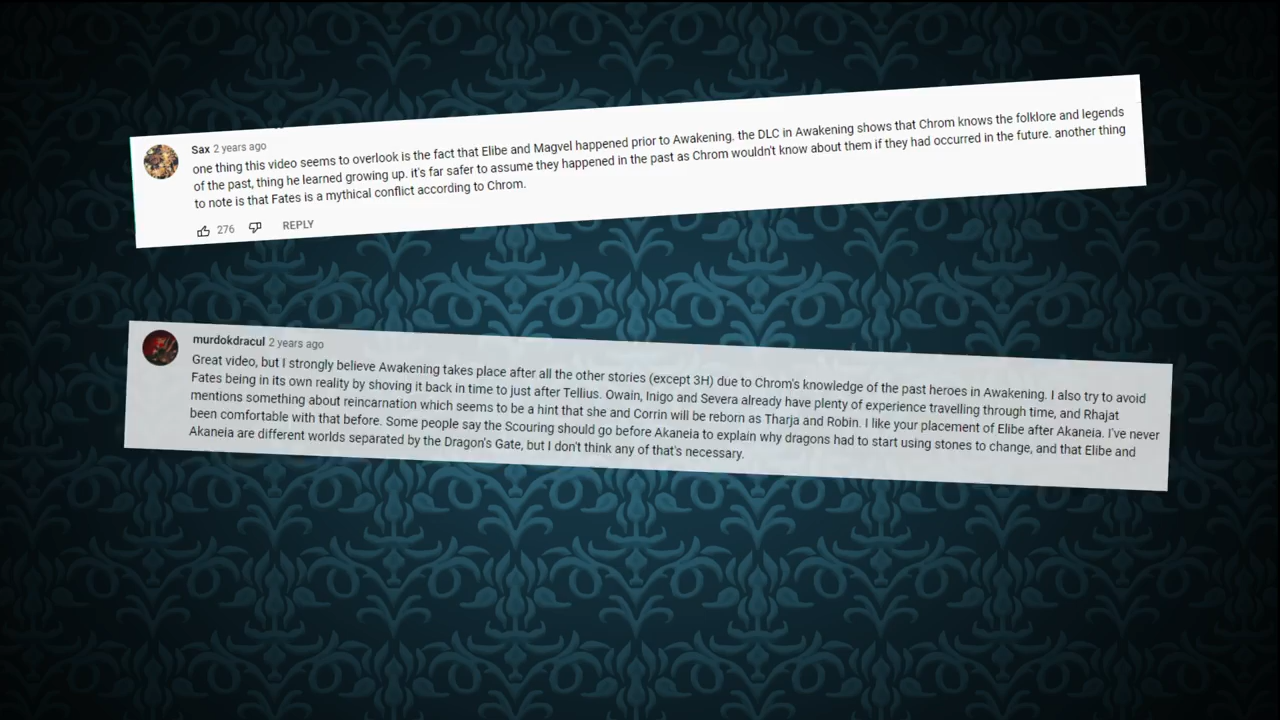 Sax 2 years ago
one thing this video seems to overlook is the fact that Elibe and Magvel happened prior to Awakening. the DLC in Awakening shows that Chrom knows the folklore and legends
of the past, thing he learned growing up. it's far safer to assume they happened in the past as Chrom wouldn't know about them if they had occurred in the future. another thing
to note is that Fates is a mythical conflict according to Chrom.
276 REPLY
murdokdracul 2 years ago
Great video, but I strongly believe Awakening takes place after all the other stories (except 3H) due to Chrom's knowledge of the past heroes in Awakening. I also try to avoid
Fates being in its own reality by shoving it back in time to just after Tellius. Owain, Inigo and Severa already have plenty of experience travelling through time, and Rhajat
mentions something about reincarnation which seems to be a hint that she and Corrin will be reborn as Tharja and Robin. I like your placement of Elibe after Akaneia. I've never
been comfortable with that before. Some people say the Scouring should go before Akaneia to explain why dragons had to start using stones to change, and that Elibe and
Akaneia are different worlds separated by the Dragon's Gate, but I don't think any of that's necessary.